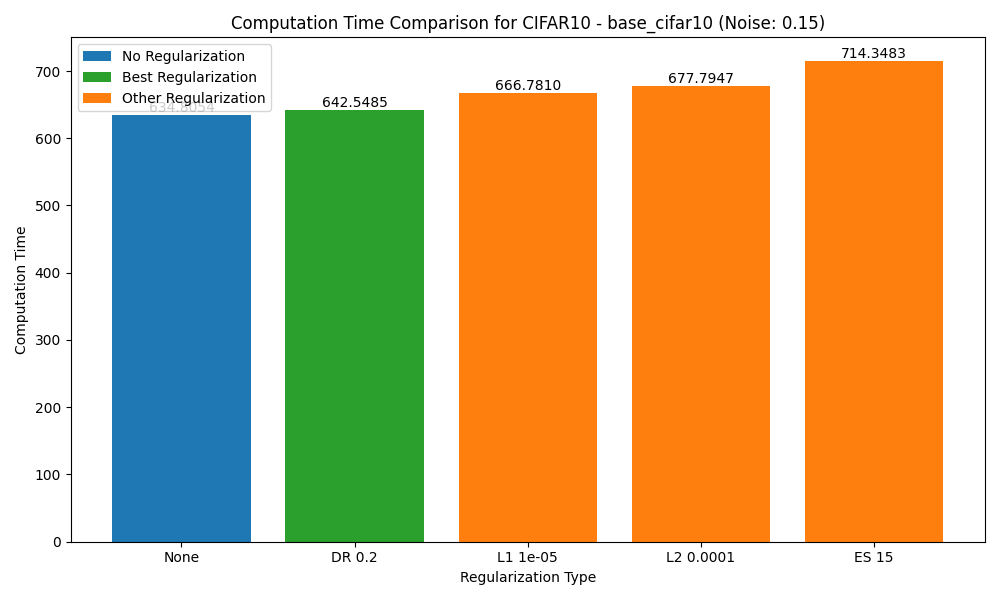 Computation Time Comparison for CIFAR10 - base_cifar10 (Noise: 0.15)
No Regularization
Best Regularization
Other Regularization
634.8054
642.5485
666.7810
677.7947
714.3483
Computation Time
700
600
500
400
300
200
100
0
None
DR 0.2
L1 1e-05
L2 0.0001
ES 15
Regularization Type